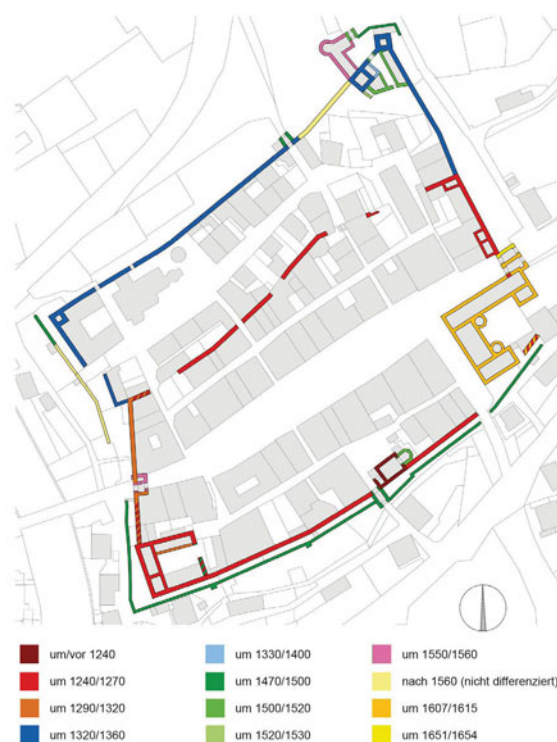 um/vor 1240
um 1240/1270
um 1290/1320
um 1320/1360
um 1330/1400
um 1470/1500
um 1500/1520
um 1520/1530
um 1550/1560
nach 1560 (nicht differenziert)
um 1607/1615
um 1651/1654